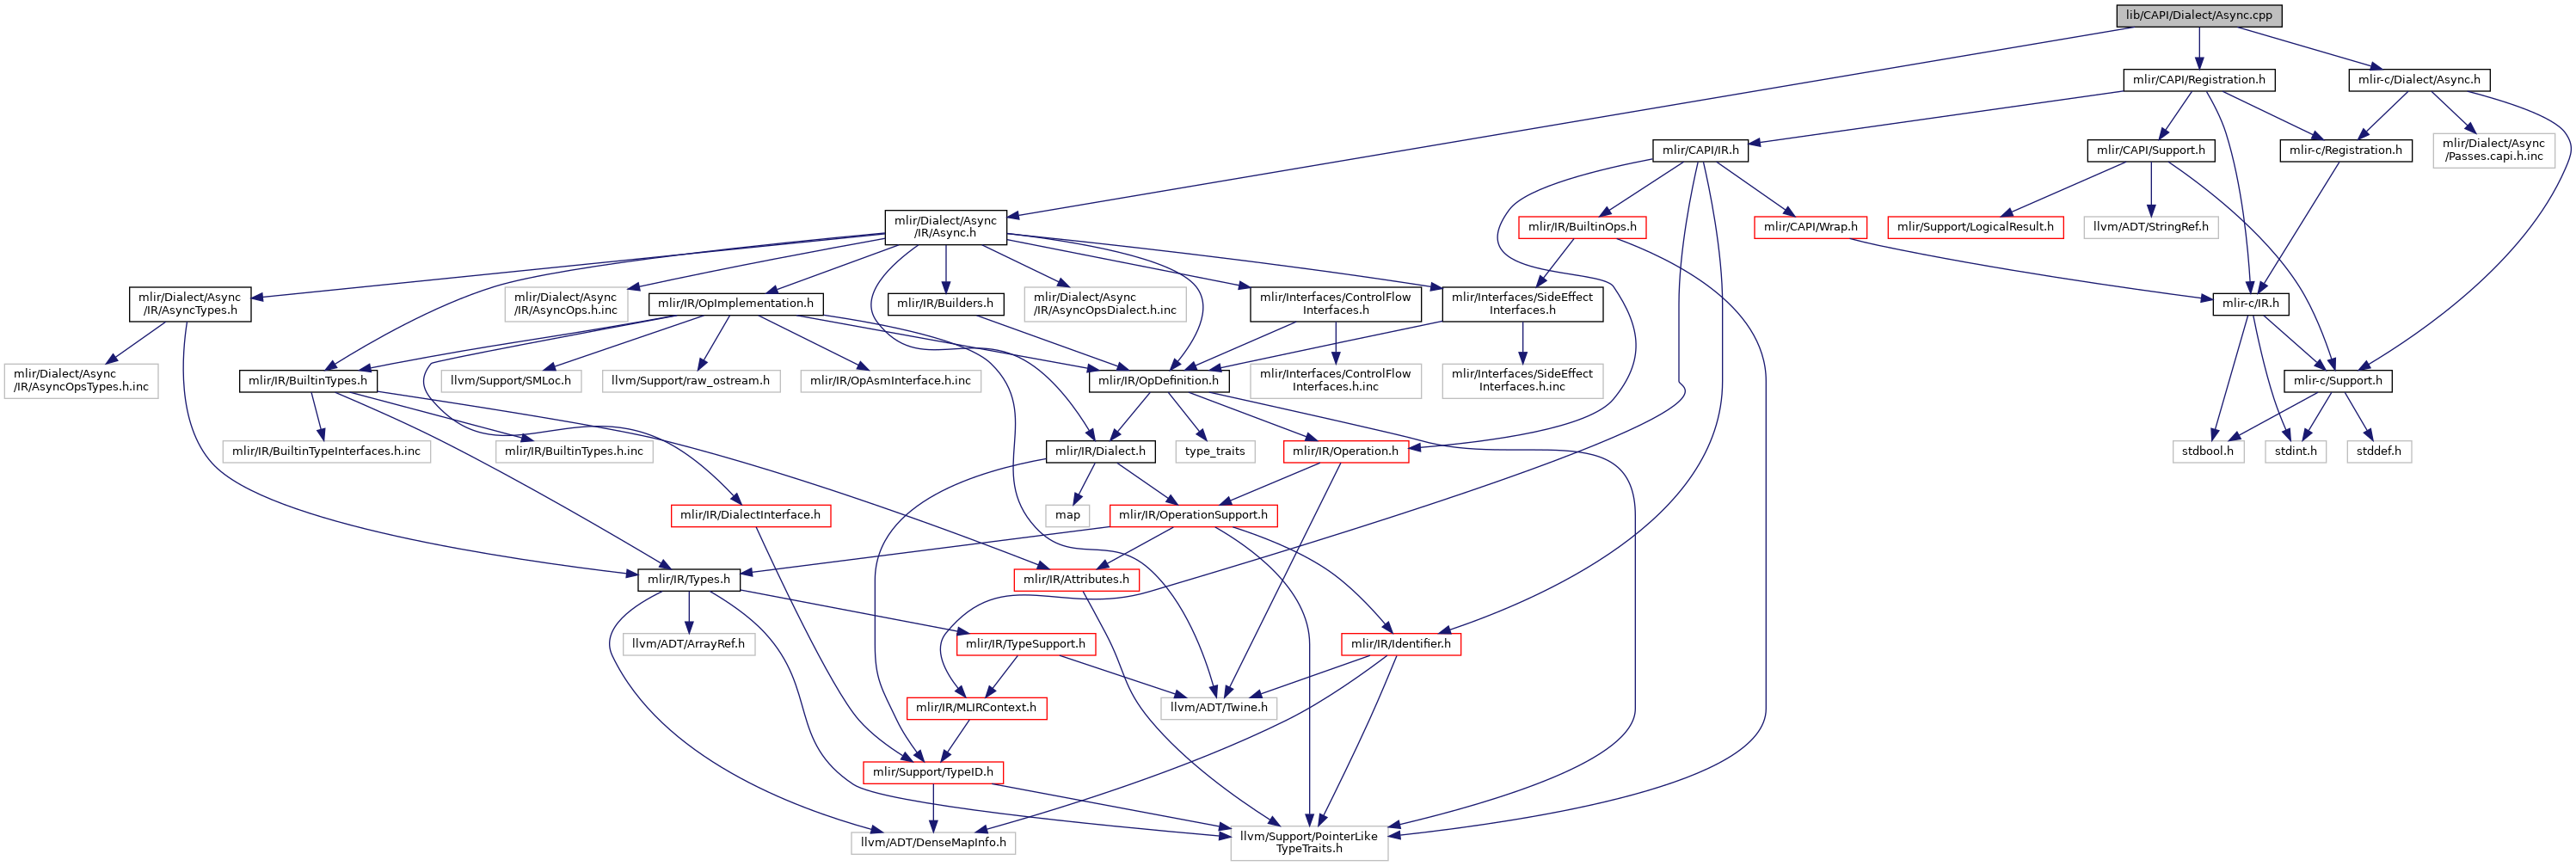 lib/CAPI/Dialect/Async.cpp
mlir/CAPI/Registration.h
mlir-c/Dialect/Async.h
mlir/CAPI/IR.h
mlir/CAPI/Support.h
mlir-c/Registration.h
mlir/Dialect/Async
/Passes.capi.h.inc
mlir/Dialect/Async
/IR/Async.h
mlir/IR/BuiltinOps.h
mlir/CAPI/Wrap.h
mlir/Support/LogicalResult.h
llvm/ADT/StringRef.h
mlir/Dialect/Async
/IR/AsyncTypes.h
mlir/Dialect/Async
/IR/AsyncOps.h.inc
mlir/IR/OpImplementation.h
mlir/IR/Builders.h
mlir/Dialect/Async
/IR/AsyncOpsDialect.h.inc
mlir/Interfaces/ControlFlow
Interfaces.h
mlir/Interfaces/SideEffect
Interfaces.h
mlir-c/IR.h
mlir/Dialect/Async
/IR/AsyncOpsTypes.h.inc
mlir/IR/BuiltinTypes.h
llvm/Support/SMLoc.h
llvm/Support/raw_ostream.h
mlir/IR/OpAsmInterface.h.inc
mlir/IR/OpDefinition.h
mlir/Interfaces/ControlFlow
Interfaces.h.inc
mlir/Interfaces/SideEffect
Interfaces.h.inc
mlir-c/Support.h
mlir/IR/BuiltinTypeInterfaces.h.inc
mlir/IR/BuiltinTypes.h.inc
mlir/IR/Dialect.h
type_traits
mlir/IR/Operation.h
stdbool.h
stdint.h
stddef.h
mlir/IR/DialectInterface.h
map
mlir/IR/OperationSupport.h
mlir/IR/Types.h
mlir/IR/Attributes.h
llvm/ADT/ArrayRef.h
mlir/IR/TypeSupport.h
mlir/IR/Identifier.h
mlir/IR/MLIRContext.h
llvm/ADT/Twine.h
mlir/Support/TypeID.h
llvm/ADT/DenseMapInfo.h
llvm/Support/PointerLike
TypeTraits.h